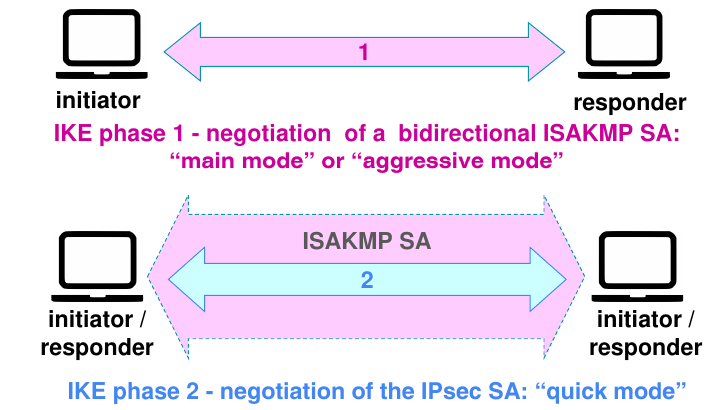 1
initiator
responder
IKE phase 1 - negotiation of a bidirectional ISAKMP SA:
“main mode” or “aggressive mode”
ISAKMP SA
2
initiator /
responder
initiator /
responder
IKE phase 2 - negotiation of the IPsec SA: “quick mode”